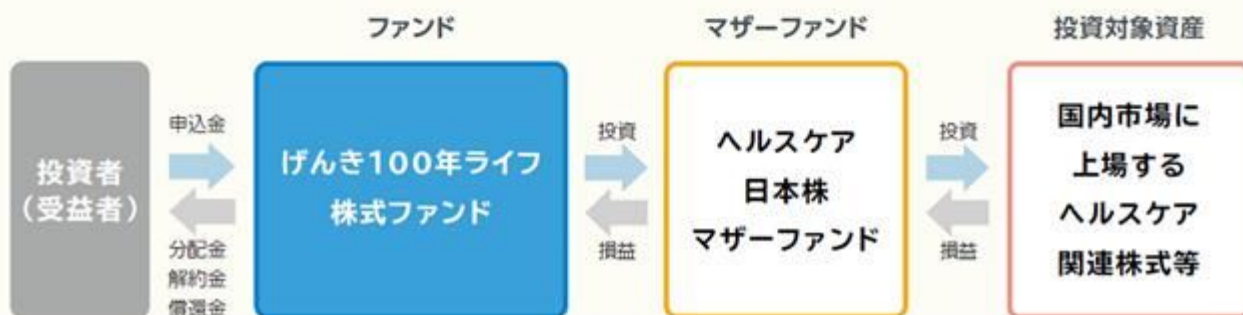 ファンド
マザーファンド
投資対象資産
投資者
（受益者）
申込金
分配金
解約金
償還金
げんき100年ライフ
株式ファンド
投資
損益
ヘルスケア
日本株
マザーファンド
投資
損益
国内市場に
上場する
ヘルスケア
関連株式等